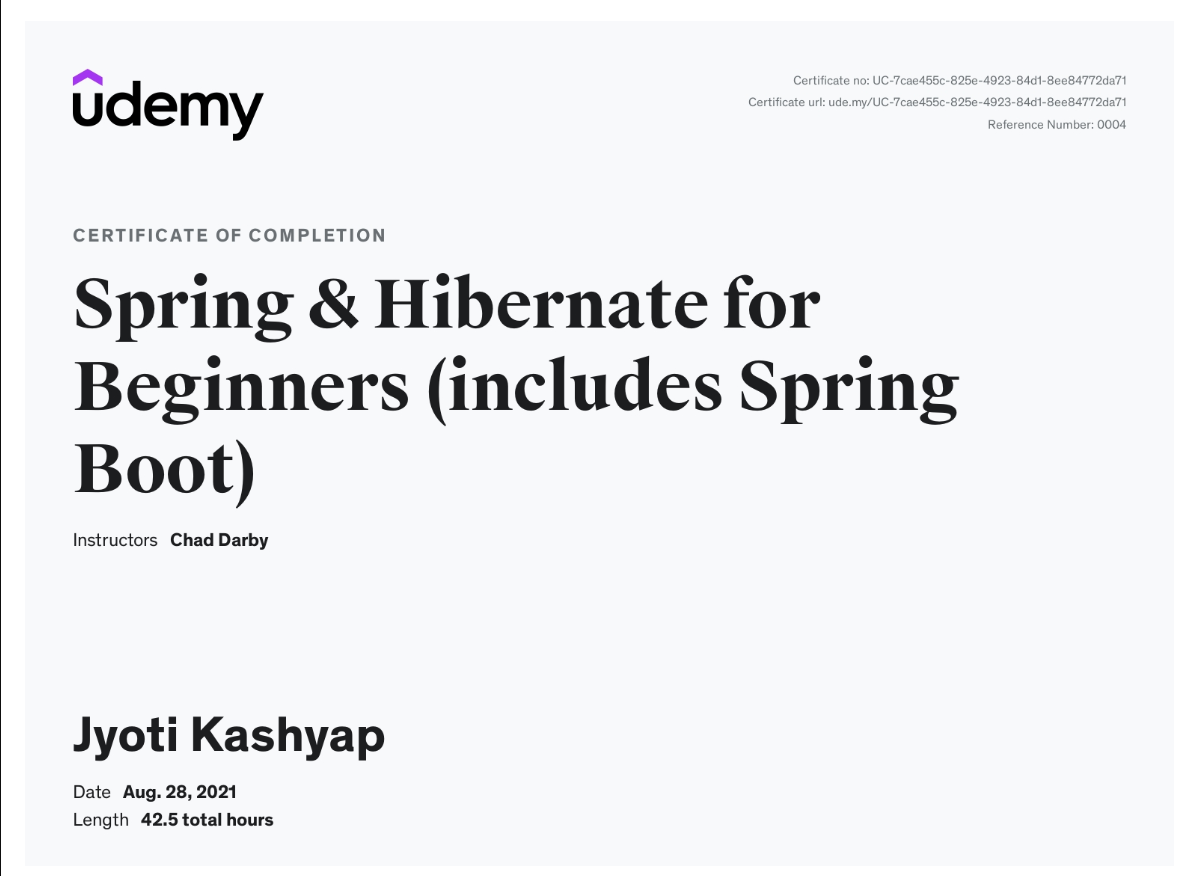 udemy
Certificate no: UC-7cae455c-825e-4923-84d1-8ee84772da71
Certificate url: ude.my/UC-7cae455c-825e-4923-84d1-8ee84772da71
Reference Number: 0004
CERTIFICATE OF COMPLETION
Spring & Hibernate for
Beginners (includes Spring
Boot)
Instructors Chad Darby
Jyoti Kashyap
Date Aug. 28, 2021
Length 42.5 total hours